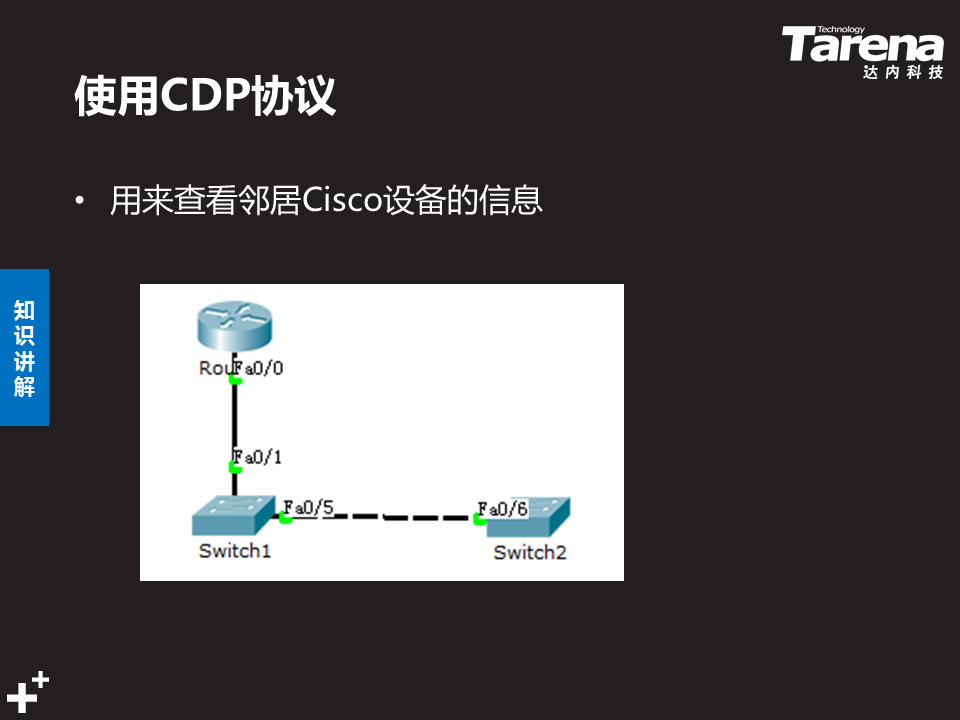 Technology
Tarena
达内科技
使用CDP协议
• 用来查看邻居Cisco设备的信息
知识讲解
Rou
Fa0/0
Fa0/1
Fa0/5
Fa0/6
Switch1
Switch2